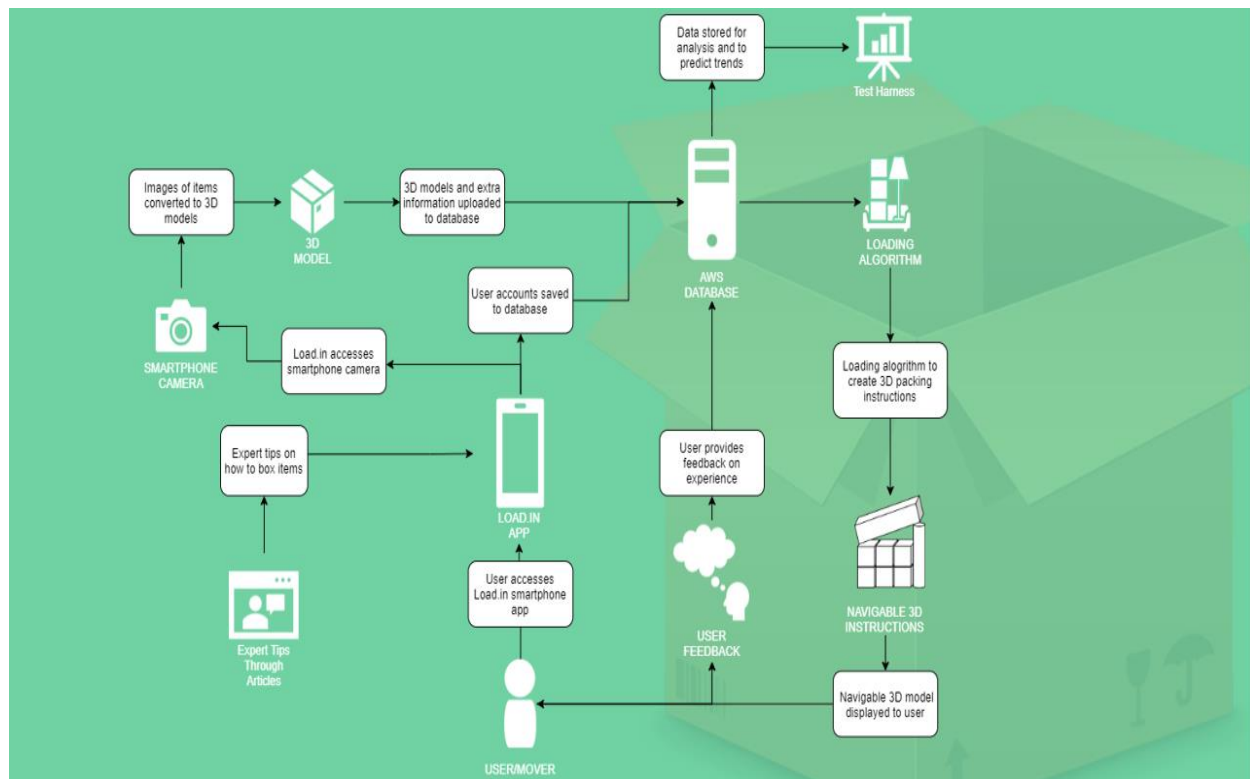 Data stored for
analysis and to
predict trends
Test Harness
Images of items
converted to 3D
models
3D
MODEL
3D models and extra
information uploaded
to database
AWS
DATABASE
LOADING
ALGORITHM
User accounts saved
to database
SMARTPHONE
CAMERA
Load.in accesses
smartphone camera
Loading alogrithm to
create 3D packing
instructions
Expert tips on
how to box items
LOAD.IN
APP
User provides
feedback on
experience
User accesses
Load.in smartphone
app
Expert Tips
Through
Articles
USER
FEEDBACK
NAVIGABLE 3D
INSTRUCTIONS
Navigable 3D model
displayed to user
USER/MOVER